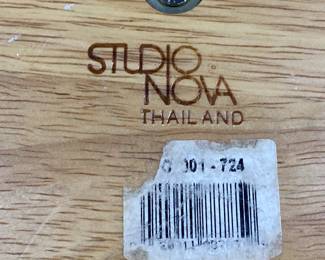 STUDIO
NOVA
THAILAND
001-724